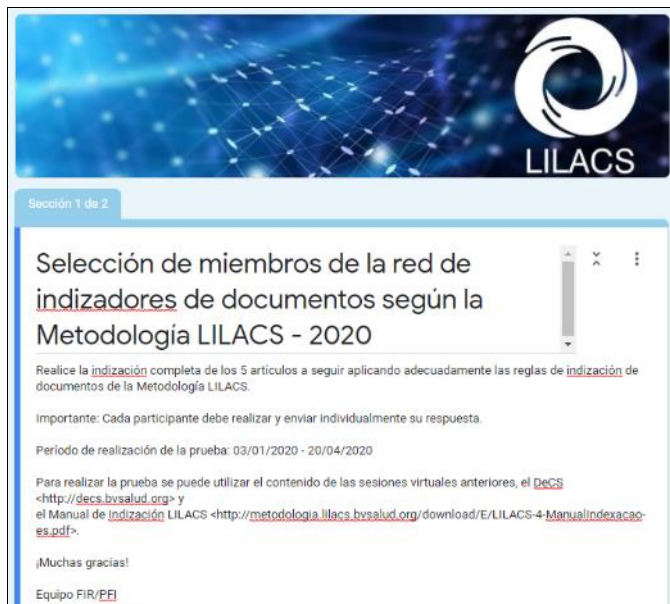 LILACS
Sección 1 de 2
Selección de miembros de la red de
indizadores de documentos según la
Metodología LILACS - 2020
Realice la indización completa de los 5 artículos a seguir aplicando adecuadamente las reglas de indización de
documentos de la Metodología LILACS.
Importante: Cada participante debe realizar y enviar individualmente su respuesta.
Período de realización de la prueba: 03/01/2020 - 20/04/2020
Para realizar la prueba se puede utilizar el contenido de las sesiones virtuales anteriores, el DeCS
<http://decs.bvsalud.org> y
el Manual de Indización LILACS <http://metodologia.lilacs.bvsalud.org/download/E/LILACS-4-ManualIndexacao-
es.pdf>.
¡Muchas gracias!
Equipo FIR/PFI